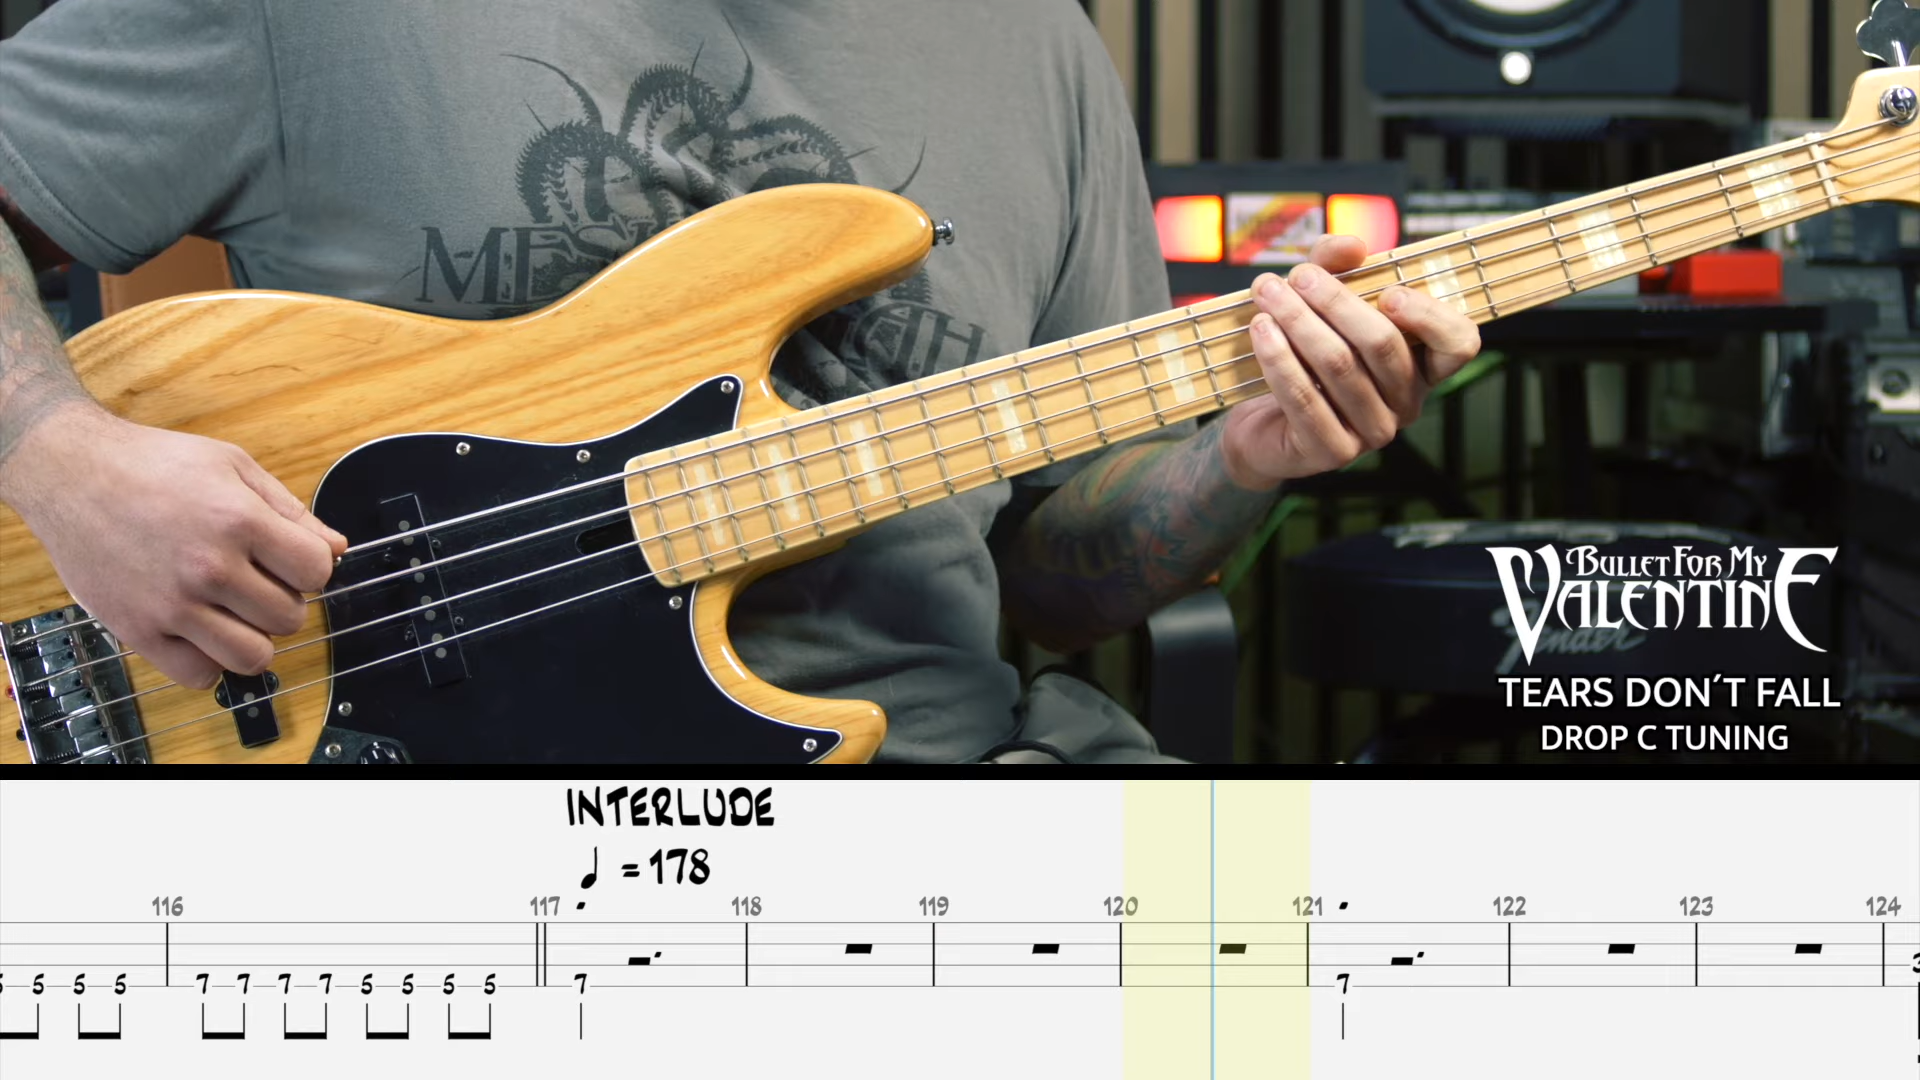 BULLET FOR MY
VALENTINE
Fender
TEARS DON´T FALL
DROP C TUNING
INTERLUDE
= 178
116 117 118 119 120 121 122 123 124
5 5 5 7 7 7 7 5 5 5 5 7 7